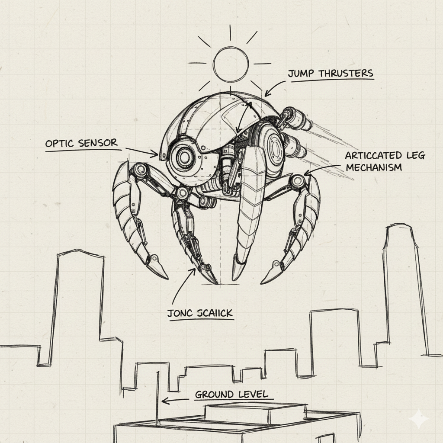 JUMP THRUSTERS
OPTIC SENSOR
ARTICCATED LEG
MECHANISM
JONC SCAIICK
GROUND LEVEL